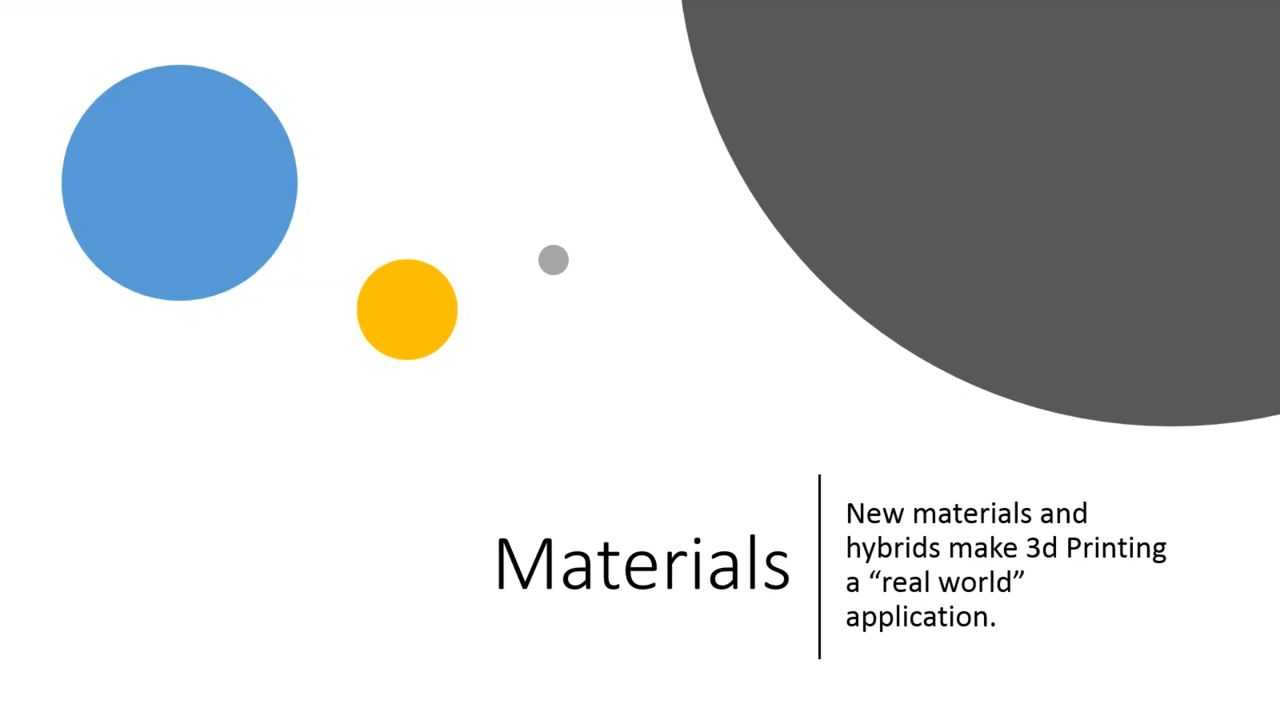 Materials
New materials and
hybrids make 3d Printing
a “real world”
application.